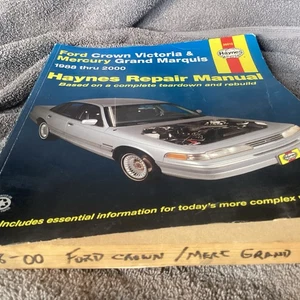 Ford Crown Victoria &
Mercury Grand Marquis
1988 thru 2000
Haynes
Haynes Repair Manual
Based on a complete teardown and rebuild
Includes essential information for today's more complex
-00 FORD CROWN / MERC GRAND